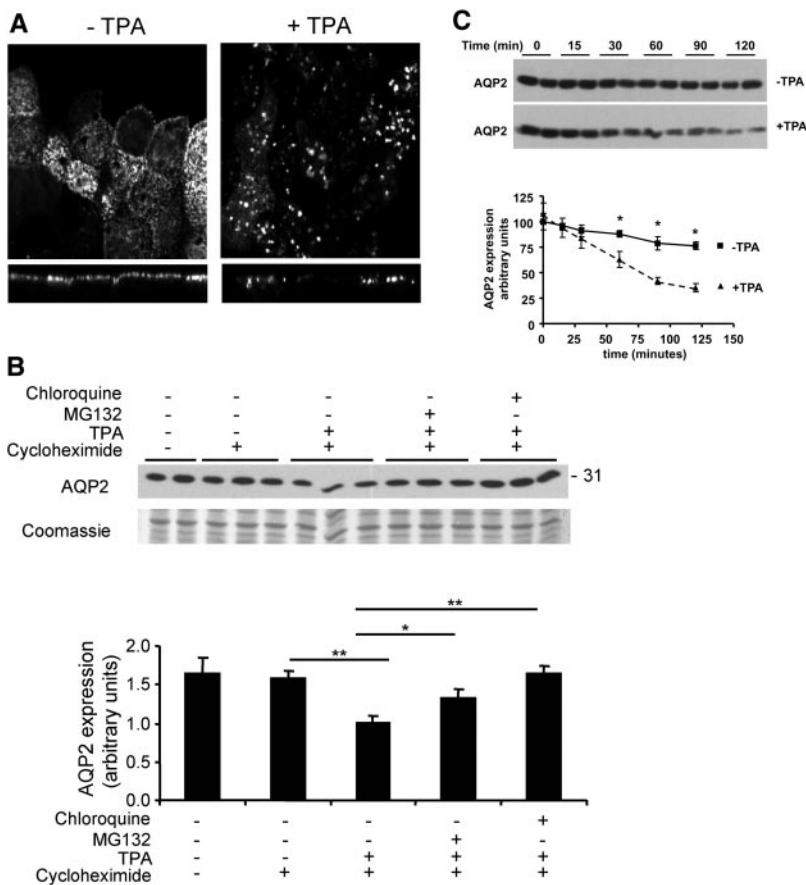 A
- TPA
+ TPA
C
Time (min) 0 15 30 60 90 120
AQP2 -TPA
AQP2 +TPA
AQP2 expression
arbitrary units
125
100
75
50
25
0
* * *
-TPA
+TPA
0 25 50 75 100 125 150
time (minutes)
B
Chloroquine - - - - +
MG132 - - - + -
TPA - - + + +
Cycloheximide - + + + +
AQP2 - 31
Coomassie
AQP2 expression
(arbitrary units)
2.0
1.5
1.0
0.5
0.0
**
*
**
Chloroquine - - - - +
MG132 - - - + -
TPA - - + + +
Cycloheximide - + + + +